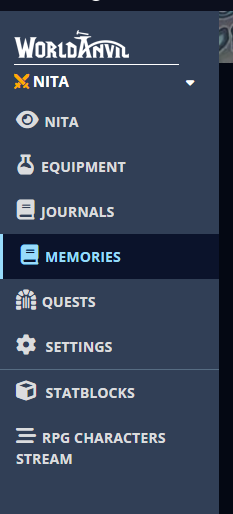 WORLDANVIL
NITA
NITA
EQUIPMENT
JOURNALS
MEMORIES
QUESTS
SETTINGS
STATBLOCKS
RPG CHARACTERS
STREAM